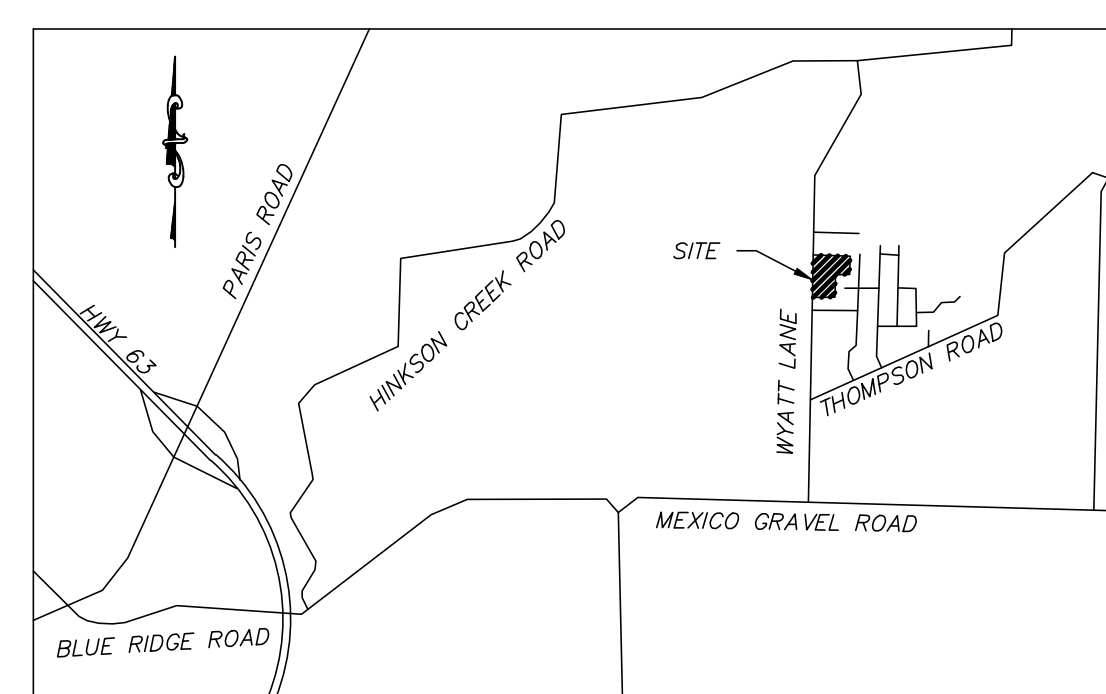 PARIS ROAD
HWY 63
HINKSON CREEK ROAD
SITE
WYATT LANE
THOMPSON ROAD
MEXICO GRAVEL ROAD
BLUE RIDGE ROAD